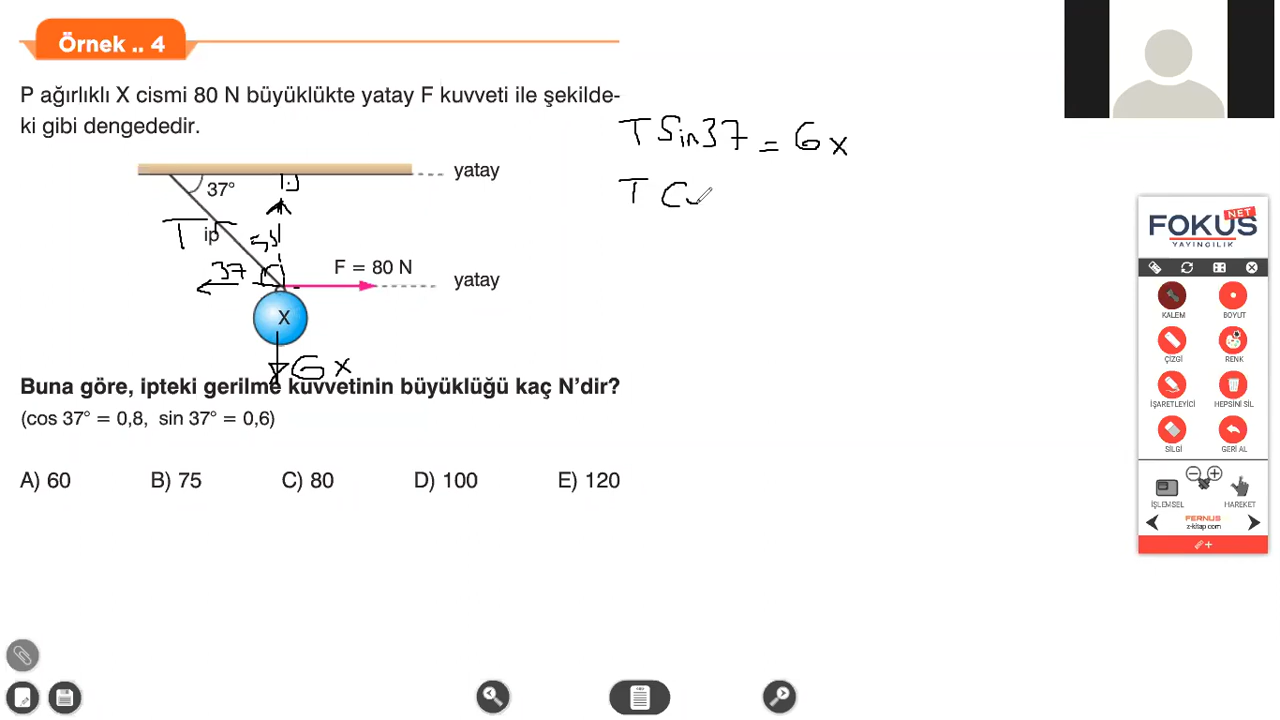 Örnek .. 4
P ağırlıklı X cismi 80 N büyüklükte yatay F kuvveti ile şekilde-
ki gibi dengededir.
T Sin37 = G x
T
yatay
37°
T
ip
53
37
F = 80 N
yatay
X
G x
Buna göre, ipteki gerilme kuvvetinin büyüklüğü kaç N'dir?
(cos 37° = 0,8, sin 37° = 0,6)
A) 60 B) 75 C) 80 D) 100 E) 120
FOKUS NET
YAYINCILIK
KALEM BOYUT
ÇİZGİ RENK
İŞARETLEYİCİ HEPSİNİ SİL
SİLGİ GERİ AL
İŞLEMSEL HAREKET
FERNUS
z-kitap.com